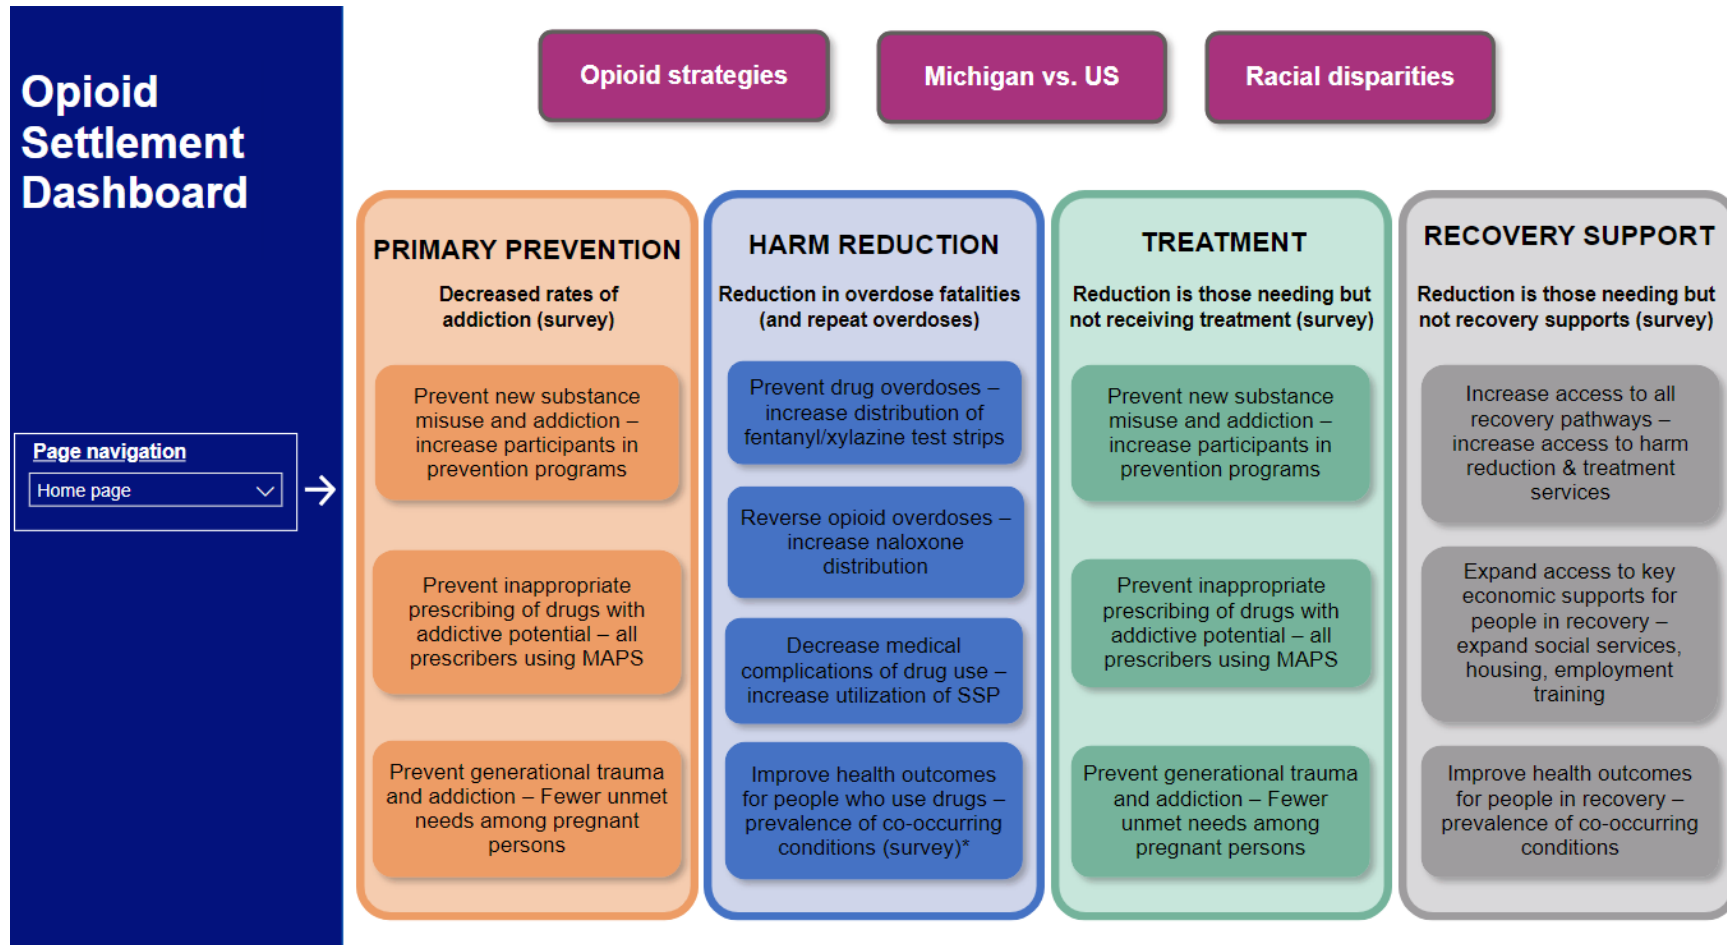 Opioid
Settlement
Dashboard
Page navigation
Home page
Opioid strategies
Michigan vs. US
Racial disparities
PRIMARY PREVENTION
Decreased rates of
addiction (survey)
Prevent new substance
misuse and addiction –
increase participants in
prevention programs
Prevent inappropriate
prescribing of drugs with
addictive potential – all
prescribers using MAPS
Prevent generational trauma
and addiction – Fewer unmet
needs among pregnant
persons
HARM REDUCTION
Reduction in overdose fatalities
(and repeat overdoses)
Prevent drug overdoses –
increase distribution of
fentanyl/xylazine test strips
Reverse opioid overdoses –
increase naloxone
distribution
Decrease medical
complications of drug use –
increase utilization of SSP
Improve health outcomes
for people who use drugs –
prevalence of co-occurring
conditions (survey)*
TREATMENT
Reduction is those needing but
not receiving treatment (survey)
Prevent new substance
misuse and addiction –
increase participants in
prevention programs
Prevent inappropriate
prescribing of drugs with
addictive potential – all
prescribers using MAPS
Prevent generational trauma
and addiction – Fewer
unmet needs among
pregnant persons
RECOVERY SUPPORT
Reduction is those needing but
not recovery supports (survey)
Increase access to all
recovery pathways –
increase access to harm
reduction & treatment
services
Expand access to key
economic supports for
people in recovery –
expand social services,
housing, employment
training
Improve health outcomes
for people in recovery –
prevalence of co-occurring
conditions